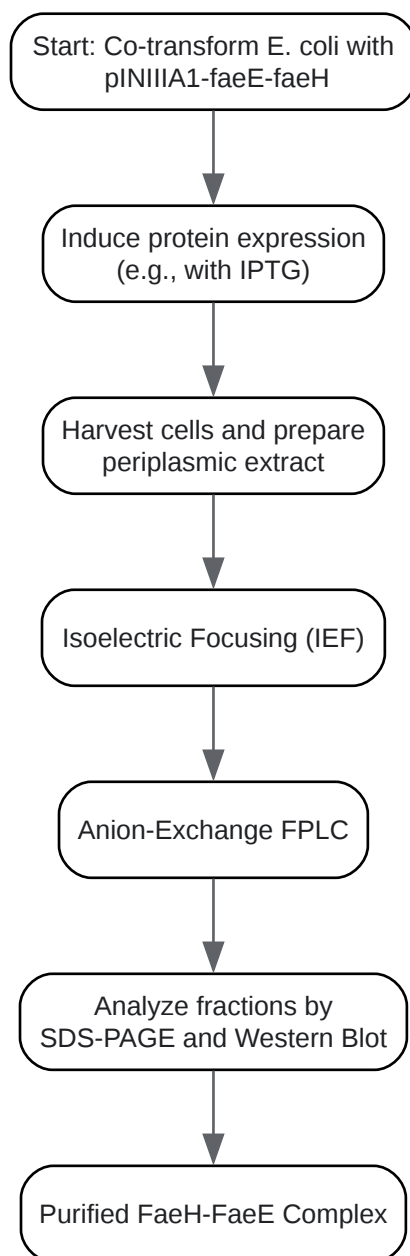 Start: Co-transform E. coli with
pINIIIA1-faeE-faeH
Induce protein expression
(e.g., with IPTG)
Harvest cells and prepare
periplasmic extract
Isoelectric Focusing (IEF)
Anion-Exchange FPLC
Analyze fractions by
SDS-PAGE and Western Blot
Purified FaeH-FaeE Complex